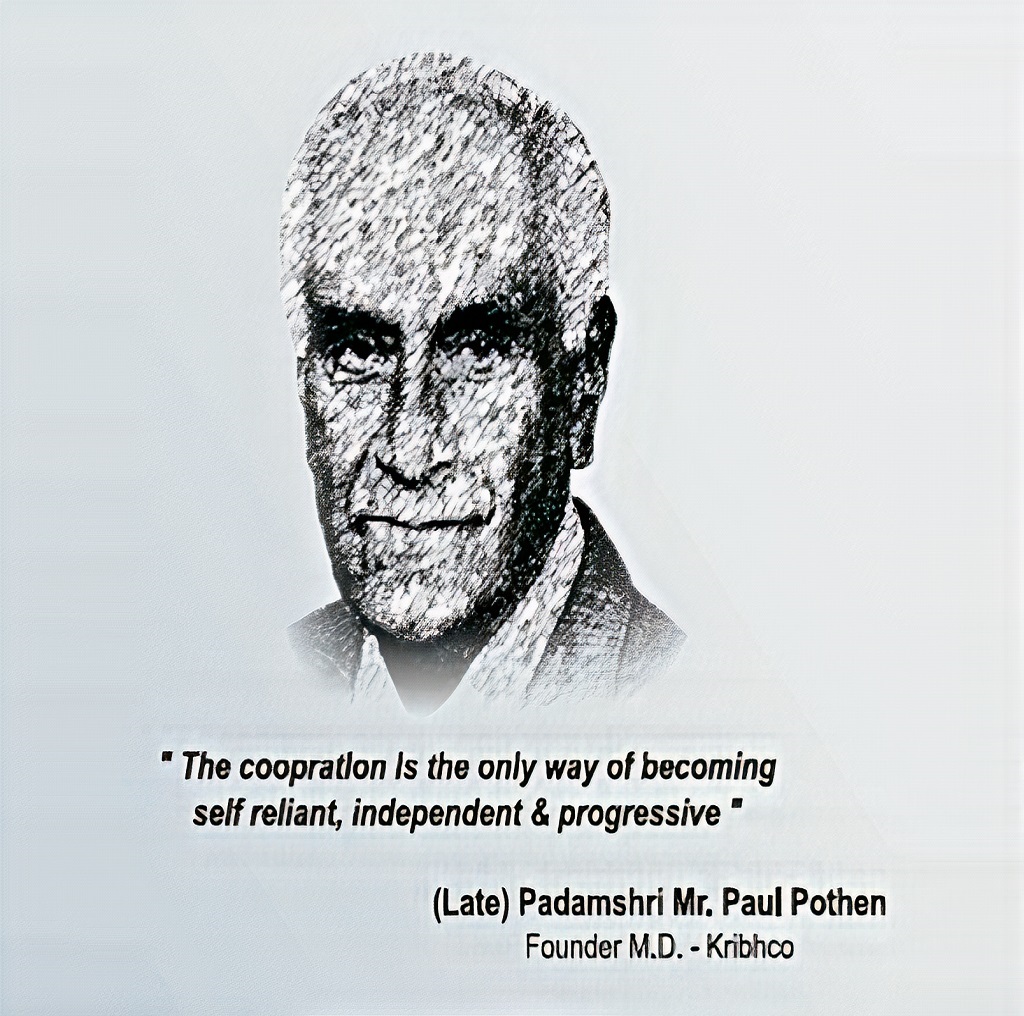 " The coopration Is the only way of becoming
self reliant, independent & progressive "
(Late) Padamshri Mr. Paul Pothen
Founder M.D. - Kribhco